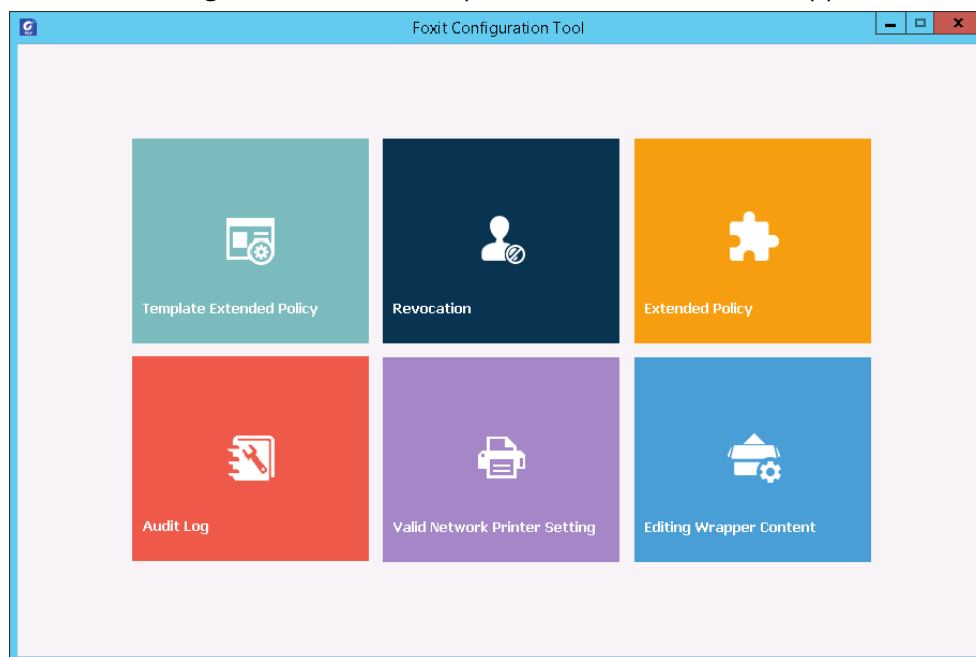 Foxit Configuration Tool
Template Extended Policy
Revocation
Extended Policy
Audit Log
Valid Network Printer Setting
Editing Wrapper Content